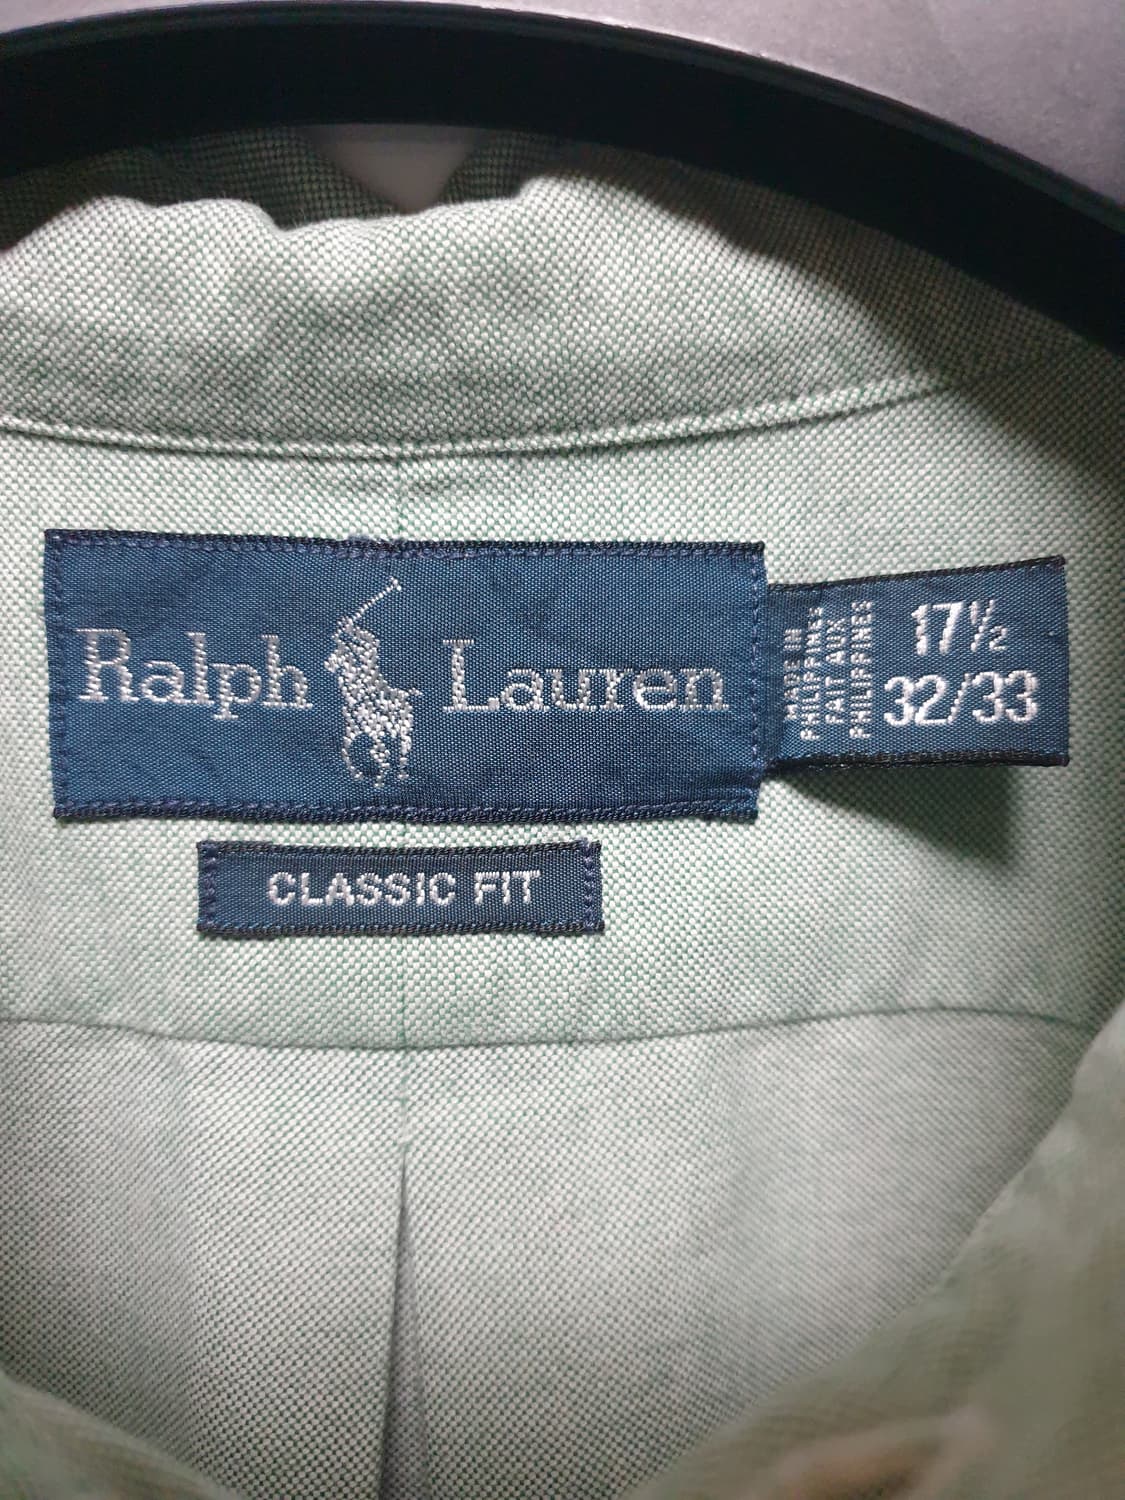 Ralph Lauren
CLASSIC FIT
MADE IN
PHILIPPINES
FAIT AUX
PHILIPPINES
17½
32/33